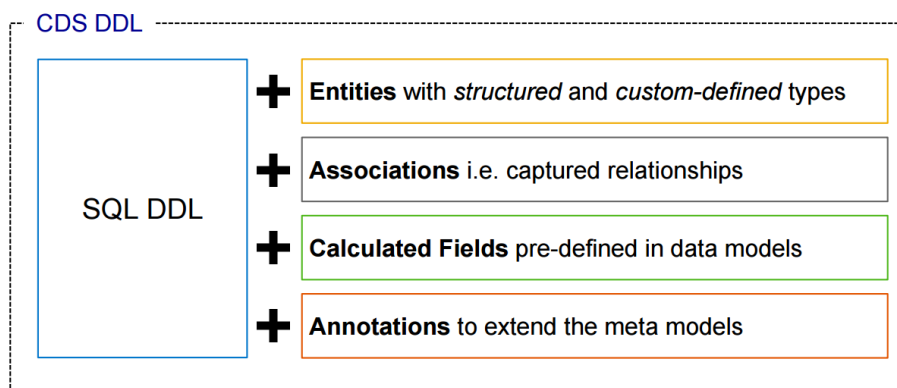 CDS DDL
SQL DDL
Entities with structured and custom-defined types
Associations i.e. captured relationships
Calculated Fields pre-defined in data models
Annotations to extend the meta models